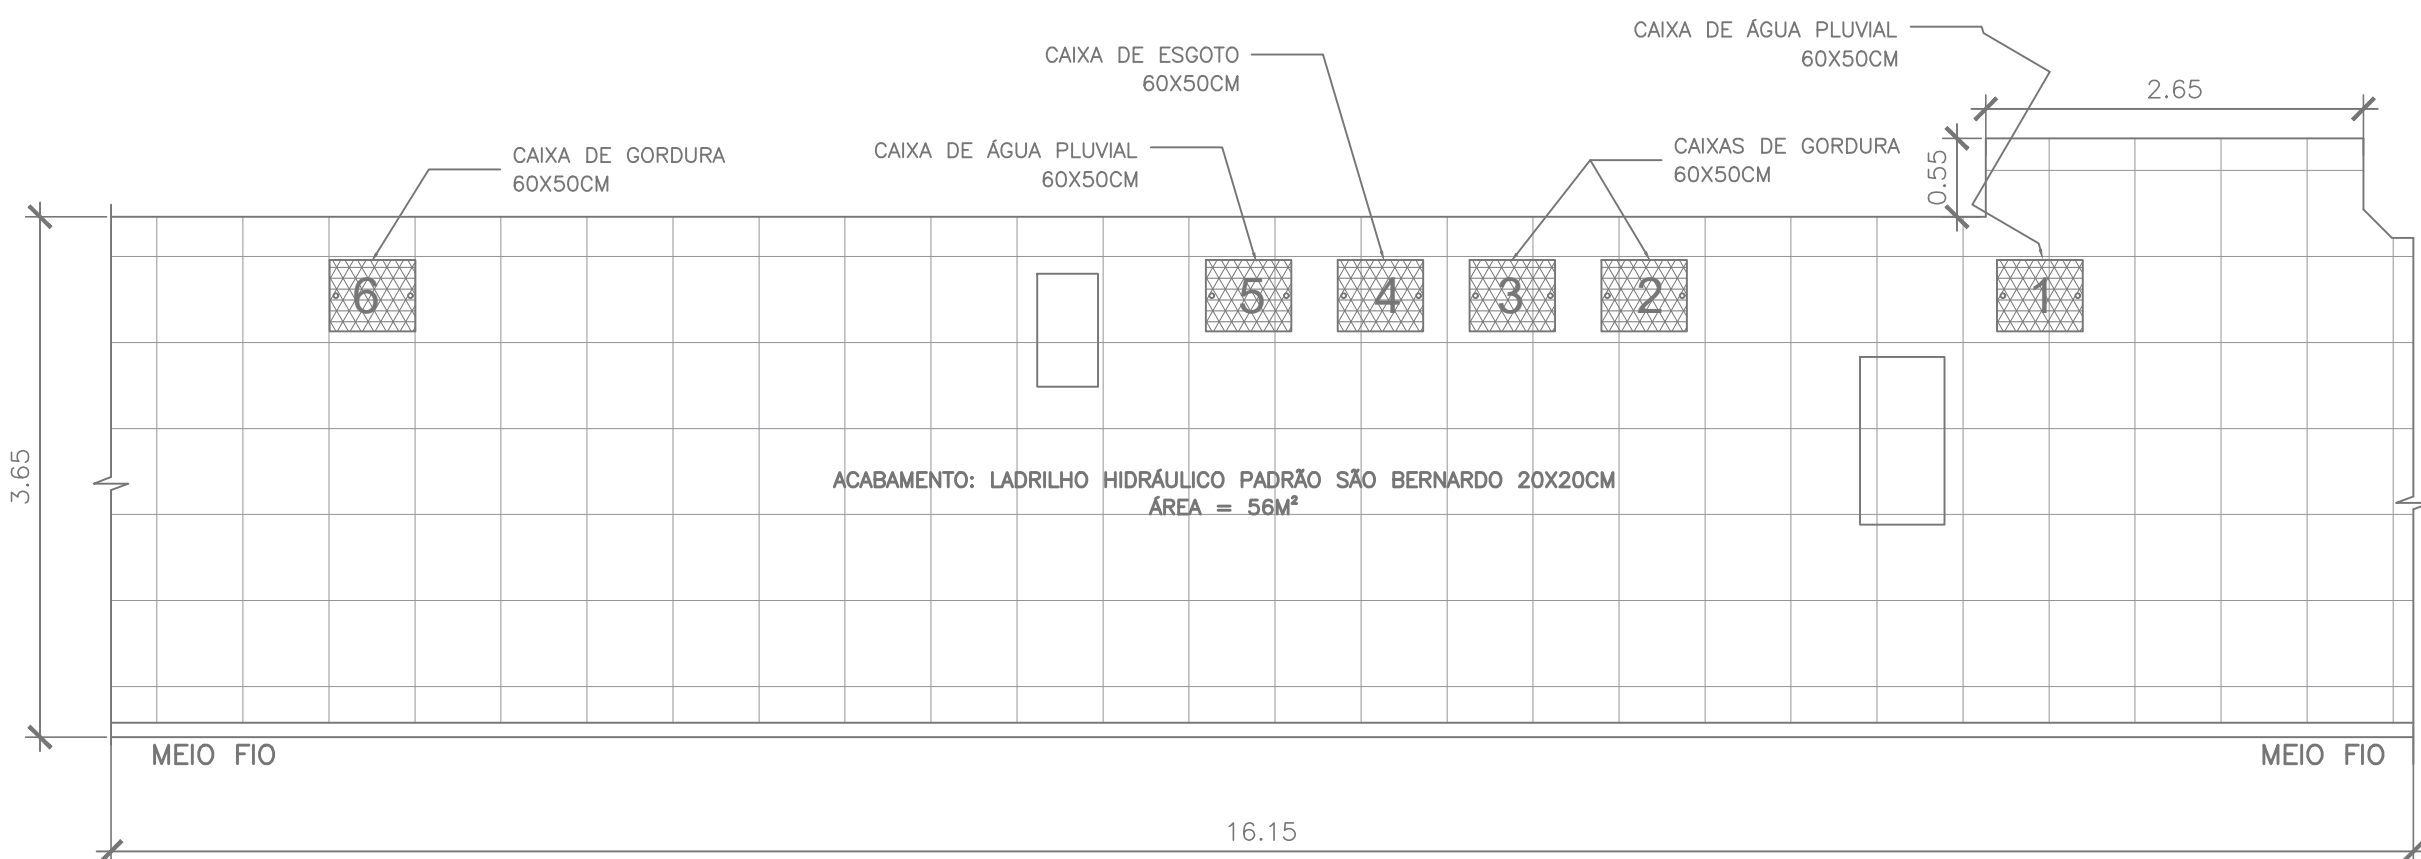 CAIXA DE ÁGUA PLUVIAL
60X50CM
CAIXA DE ESGOTO
60X50CM
2.65
CAIXAS DE GORDURA
60X50CM
CAIXA DE ÁGUA PLUVIAL
60X50CM
CAIXA DE GORDURA
60X50CM
0.55
6
5
4
3
2
1
3.65
ACABAMENTO: LADRILHO HIDRÁULICO PADRÃO SÃO BERNARDO 20X20CM
ÁREA = 56M²
MEIO FIO
MEIO FIO
16.15